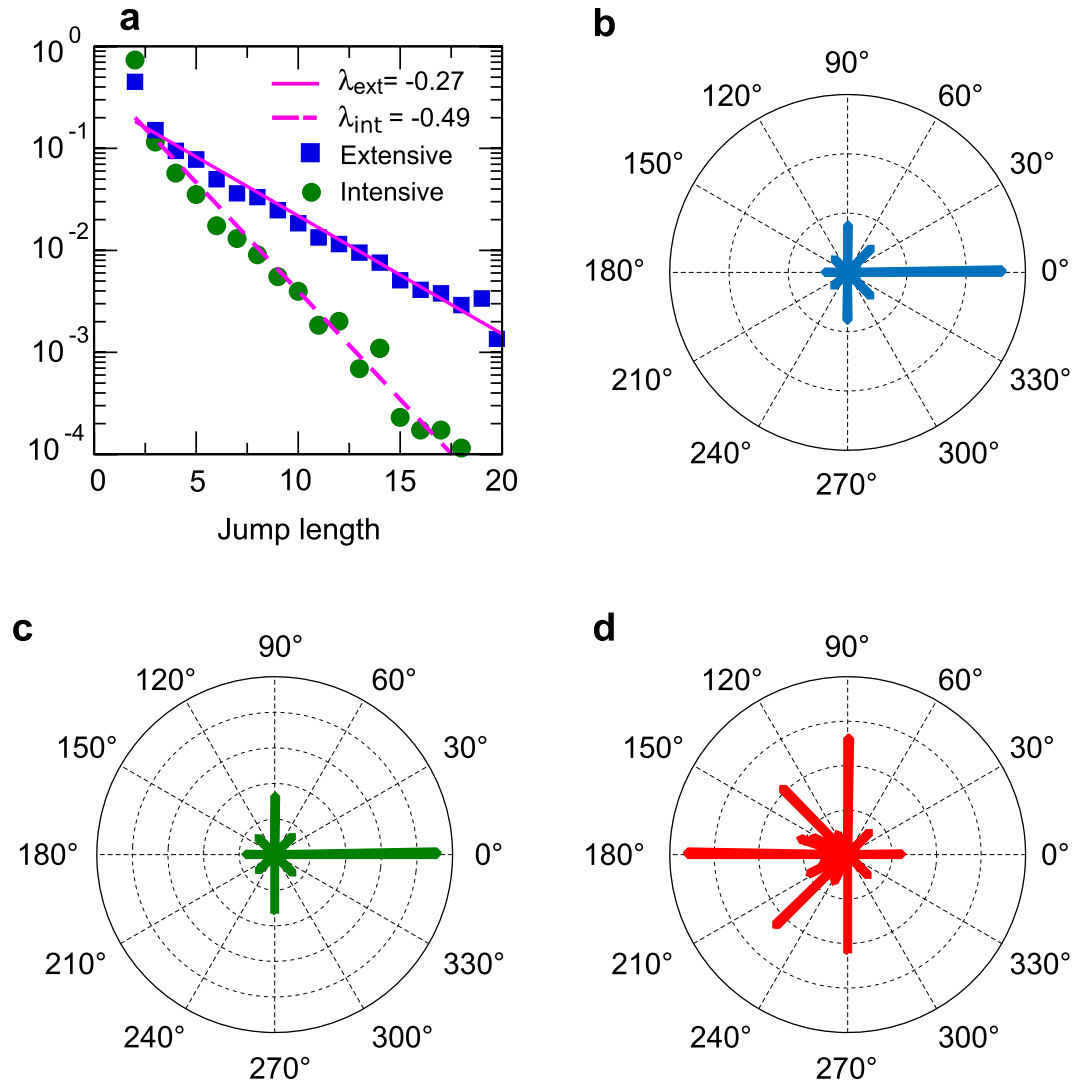 a
10^0
10^-1
10^-2
10^-3
10^-4
λ_ext= -0.27
λ_int = -0.49
Extensive
Intensive
0 5 10 15 20
Jump length
b
90°
120° 60°
150° 30°
180° 0°
210° 330°
240° 300°
270°
c
90°
120° 60°
150° 30°
180° 0°
210° 330°
240° 300°
270°
d
90°
120° 60°
150° 30°
180° 0°
210° 330°
240° 300°
270°